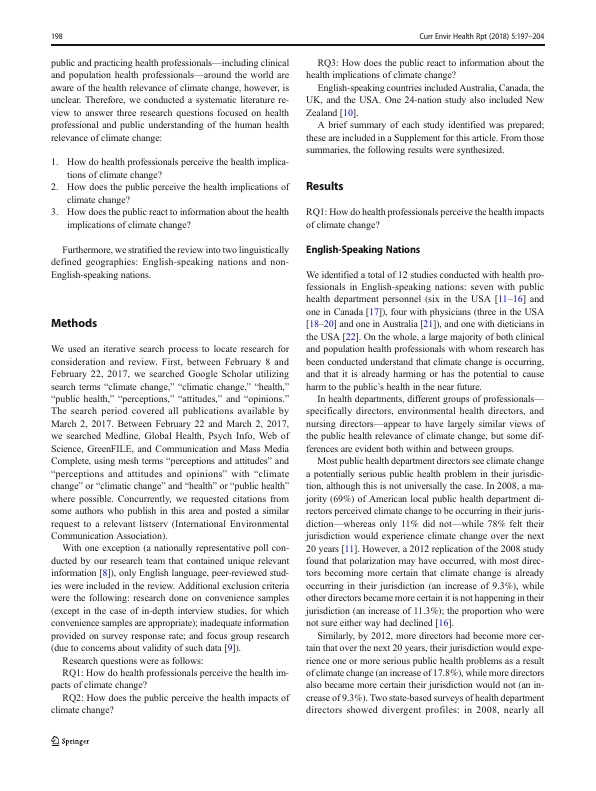 198
Curr Envir Health Rpt (2018) 5:197–204
public and practicing health professionals—including clinical
and population health professionals—around the world are
aware of the health relevance of climate change, however, is
unclear. Therefore, we conducted a systematic literature re-
view to answer three research questions focused on health
professional and public understanding of the human health
relevance of climate change:
1. How do health professionals perceive the health implica-
tions of climate change?
2. How does the public perceive the health implications of
climate change?
3. How does the public react to information about the health
implications of climate change?
Furthermore, we stratified the review into two linguistically
defined geographies: English-speaking nations and non-
English-speaking nations.
Methods
We used an iterative search process to locate research for
consideration and review. First, between February 8 and
February 22, 2017, we searched Google Scholar utilizing
search terms “climate change,” “climatic change,” “health,”
“public health,” “perceptions,” “attitudes,” and “opinions.”
The search period covered all publications available by
March 2, 2017. Between February 22 and March 2, 2017,
we searched Medline, Global Health, Psych Info, Web of
Science, GreenFILE, and Communication and Mass Media
Complete, using mesh terms “perceptions and attitudes” and
“perceptions and attitudes and opinions” with “climate
change” or “climatic change” and “health” or “public health”
where possible. Concurrently, we requested citations from
some authors who publish in this area and posted a similar
request to a relevant listserv (International Environmental
Communication Association).
With one exception (a nationally representative poll con-
ducted by our research team that contained unique relevant
information [8]), only English language, peer-reviewed stud-
ies were included in the review. Additional exclusion criteria
were the following: research done on convenience samples
(except in the case of in-depth interview studies, for which
convenience samples are appropriate); inadequate information
provided on survey response rate; and focus group research
(due to concerns about validity of such data [9]).
Research questions were as follows:
RQ1: How do health professionals perceive the health im-
pacts of climate change?
RQ2: How does the public perceive the health impacts of
climate change?
RQ3: How does the public react to information about the
health implications of climate change?
English-speaking countries included Australia, Canada, the
UK, and the USA. One 24-nation study also included New
Zealand [10].
A brief summary of each study identified was prepared;
these are included in a Supplement for this article. From those
summaries, the following results were synthesized.
Results
RQ1: How do health professionals perceive the health impacts
of climate change?
English-Speaking Nations
We identified a total of 12 studies conducted with health pro-
fessionals in English-speaking nations: seven with public
health department personnel (six in the USA [11–16] and
one in Canada [17]), four with physicians (three in the USA
[18–20] and one in Australia [21]), and one with dieticians in
the USA [22]. On the whole, a large majority of both clinical
and population health professionals with whom research has
been conducted understand that climate change is occurring,
and that it is already harming or has the potential to cause
harm to the public’s health in the near future.
In health departments, different groups of professionals—
specifically directors, environmental health directors, and
nursing directors—appear to have largely similar views of
the public health relevance of climate change, but some dif-
ferences are evident both within and between groups.
Most public health department directors see climate change
a potentially serious public health problem in their jurisdic-
tion, although this is not universally the case. In 2008, a ma-
jority (69%) of American local public health department di-
rectors perceived climate change to be occurring in their juris-
diction—whereas only 11% did not—while 78% felt their
jurisdiction would experience climate change over the next
20 years [11]. However, a 2012 replication of the 2008 study
found that polarization may have occurred, with most direc-
tors becoming more certain that climate change is already
occurring in their jurisdiction (an increase of 9.3%), while
other directors became more certain it is not happening in their
jurisdiction (an increase of 11.3%); the proportion who were
not sure either way had declined [16].
Similarly, by 2012, more directors had become more cer-
tain that over the next 20 years, their jurisdiction would expe-
rience one or more serious public health problems as a result
of climate change (an increase of 17.8%), while more directors
also became more certain their jurisdiction would not (an in-
crease of 9.3%). Two state-based surveys of health department
directors showed divergent profiles: in 2008, nearly all
Springer